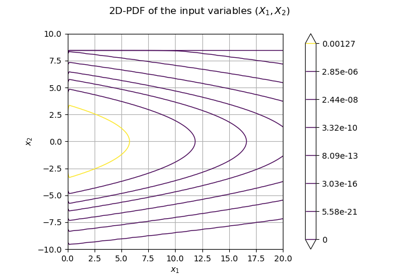 2D-PDF of the input variables (X₁, X₂)
10.0
7.5
5.0
2.5
0.0
−2.5
−5.0
−7.5
−10.0
x₂
0.0 2.5 5.0 7.5 10.0 12.5 15.0 17.5 20.0
x₁
0.00127
2.85e-06
2.44e-08
3.32e-10
8.09e-13
3.03e-16
5.58e-21
0